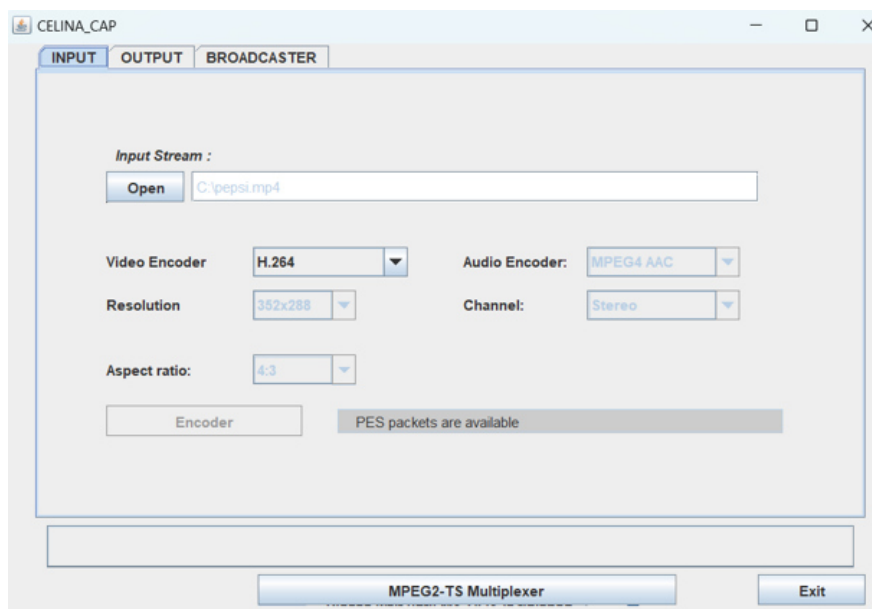 CELINA_CAP
INPUT OUTPUT BROADCASTER
Input Stream :
Open C:\pepsi.mp4
Video Encoder H.264 Audio Encoder: MPEG4 AAC
Resolution 352x288 Channel: Stereo
Aspect ratio: 4:3
Encoder PES packets are available
MPEG2-TS Multiplexer Exit